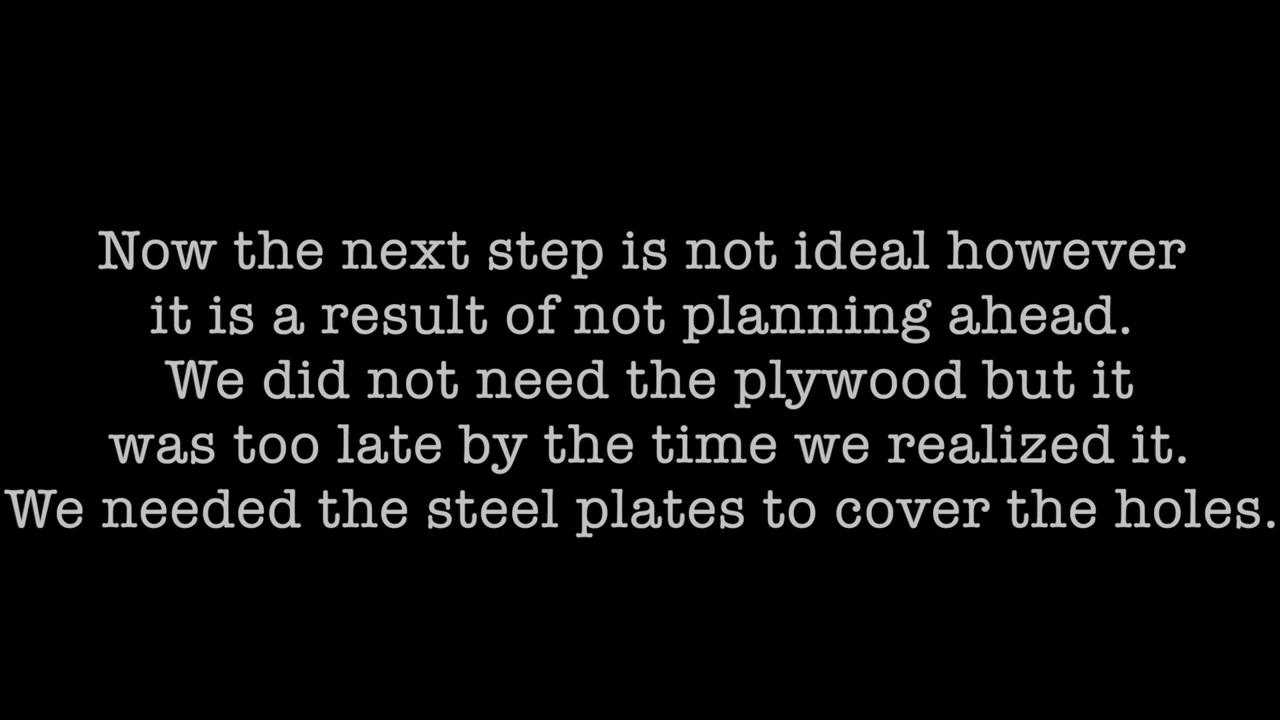 Now the next step is not ideal however
it is a result of not planning ahead.
We did not need the plywood but it
was too late by the time we realized it.
We needed the steel plates to cover the holes.